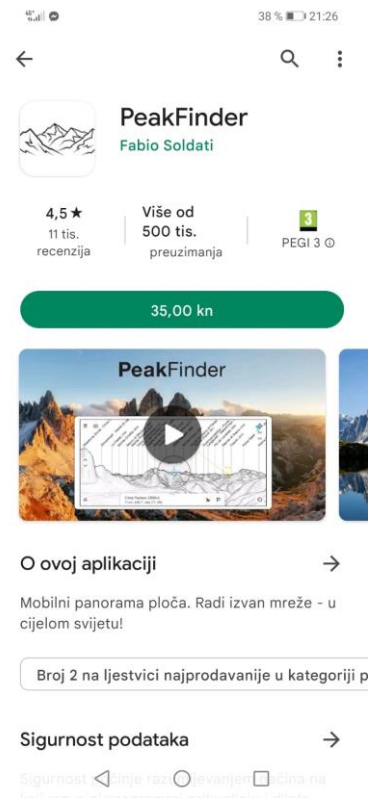 38 % 21:26
PeakFinder
Fabio Soldati
4,5★
11 tis.
recenzija
Više od
500 tis.
preuzimanja
3
PEGI 3
35,00 kn
PeakFinder
O ovoj aplikaciji
Mobilni panorama ploča. Radi izvan mreže - u
cijelom svijetu!
Broj 2 na ljestvici najprodavanije u kategoriji p
Sigurnost podataka